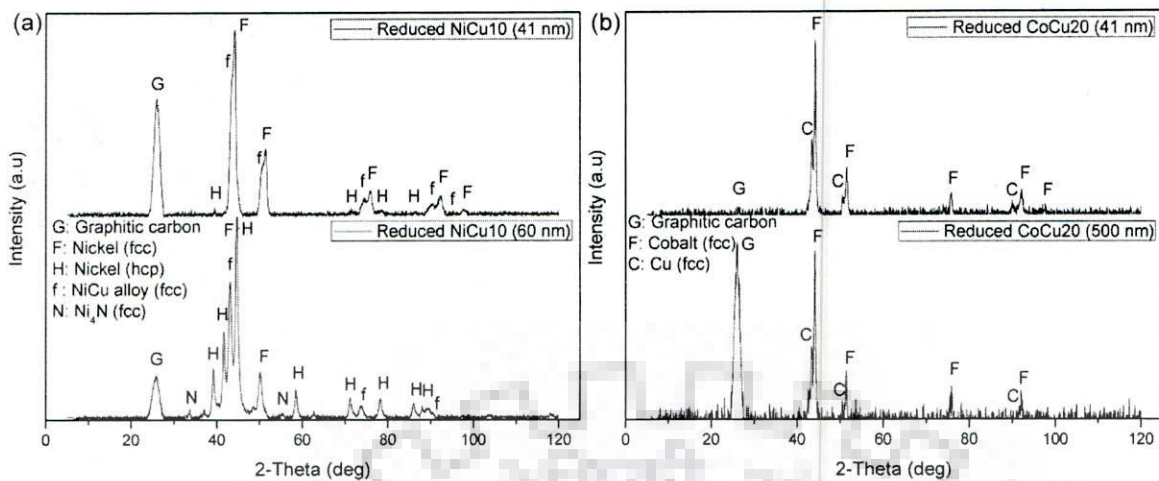 (a)
F
Reduced NiCu10 (41 nm)
f
G
F
f
H
H
f
F
H
H
f
F
f
F
Intensity (a.u)
G: Graphitic carbon
F: Nickel (fcc)
H: Nickel (hcp)
f : NiCu alloy (fcc)
N: Ni4N (fcc)
Reduced NiCu10 (60 nm)
F
H
f
H
H
G
F
N
N
H
H
f
H
H
H
f
0 20 40 60 80 100 120
2-Theta (deg)
(b)
F
Reduced CoCu20 (41 nm)
C
G
C
F
F
C
F
F
Intensity (a.u)
G: Graphitic carbon
F: Cobalt (fcc)
C: Cu (fcc)
Reduced CoCu20 (500 nm)
G
F
C
C
F
F
C
F
0 20 40 60 80 100 120
2-Theta (deg)